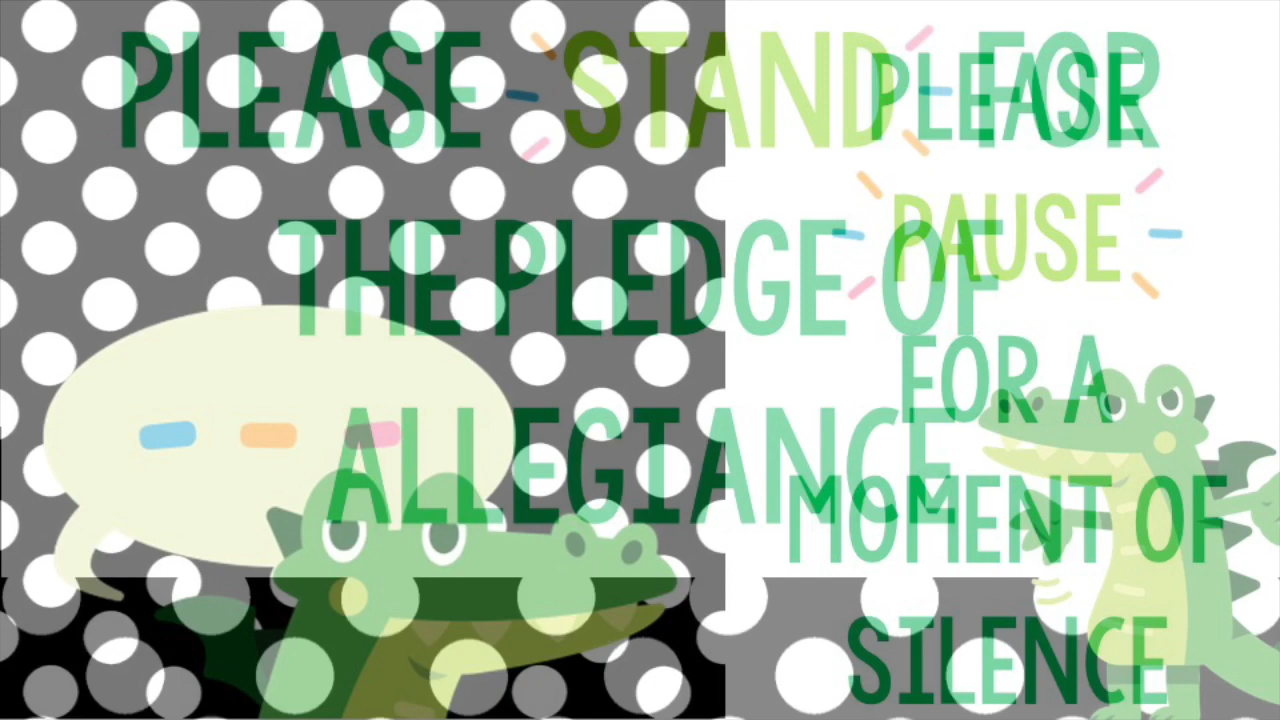 PLEASE STAND FOR
THE PLEDGE OF
ALLEGIANCE
PLEASE
PAUSE
FOR A
MOMENT OF
SILENCE